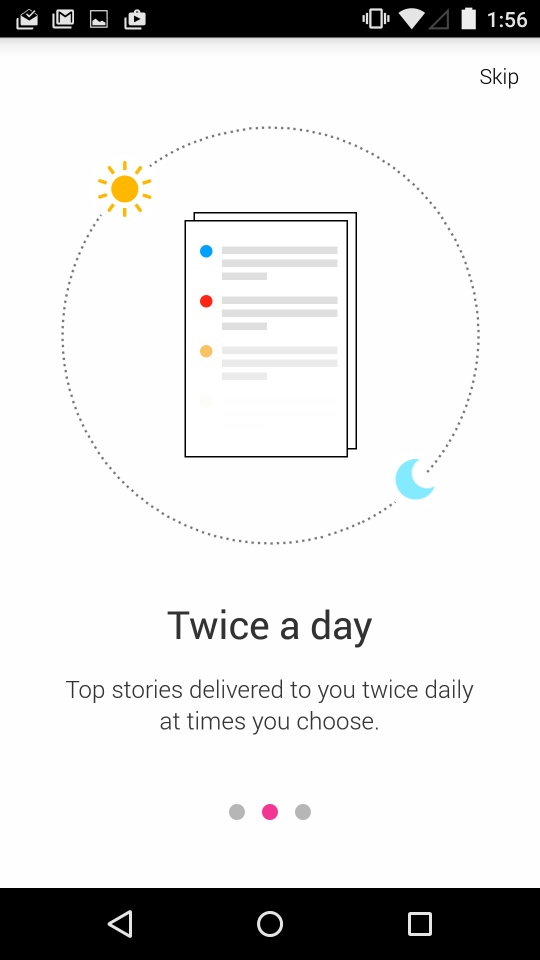 1:56
Skip
Twice a day
Top stories delivered to you twice daily
at times you choose.